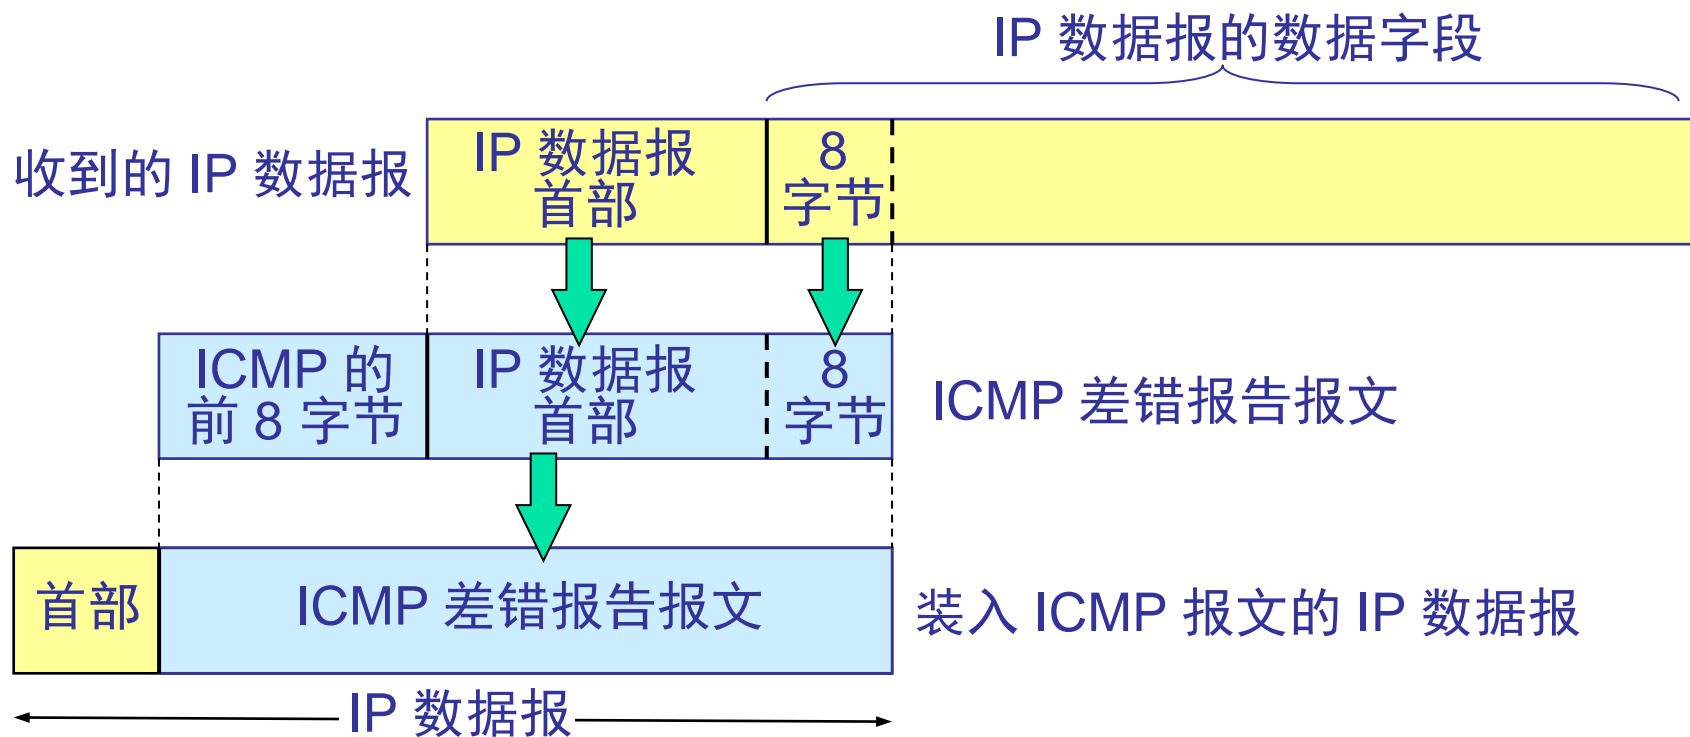 IP 数据报的数据字段
收到的 IP 数据报
IP 数据报
首部
8
字节
ICMP 的
前 8 字节
IP 数据报
首部
8
字节
ICMP 差错报告报文
首部
ICMP 差错报告报文
装入 ICMP 报文的 IP 数据报
IP 数据报